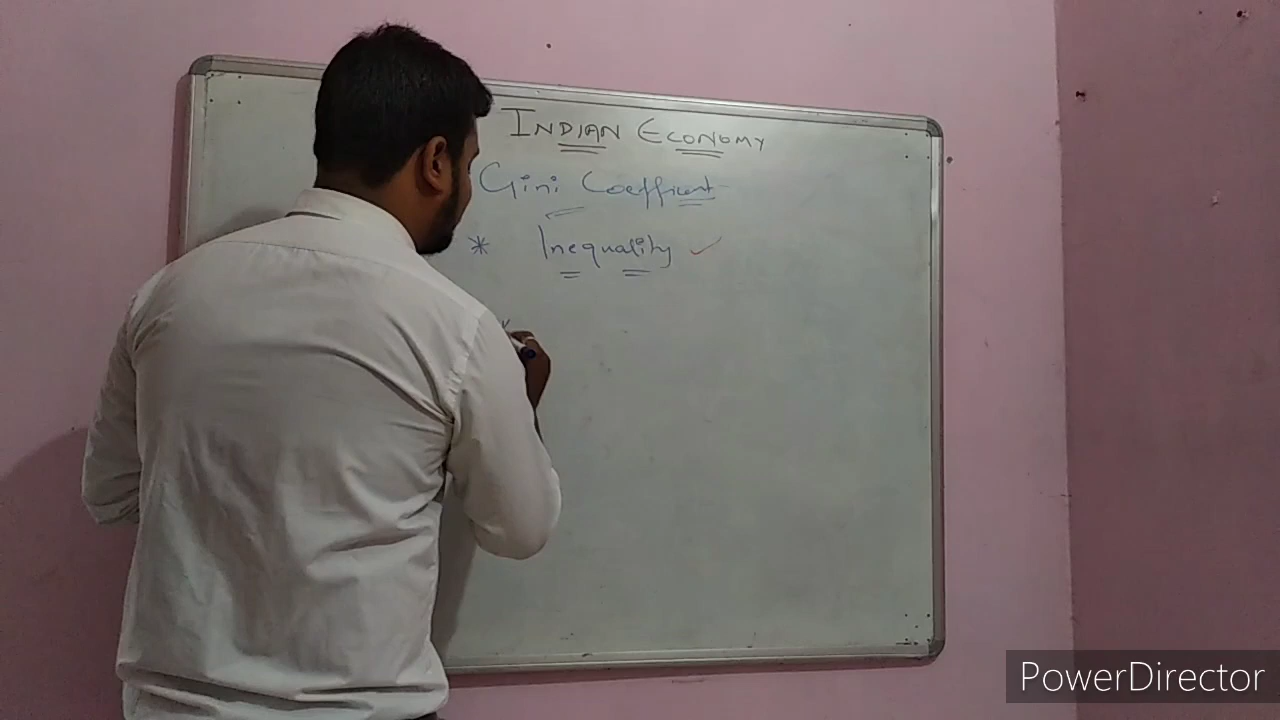 INDIAN ECONOMY
Gini Coefficient
* Inequality ✓
PowerDirector